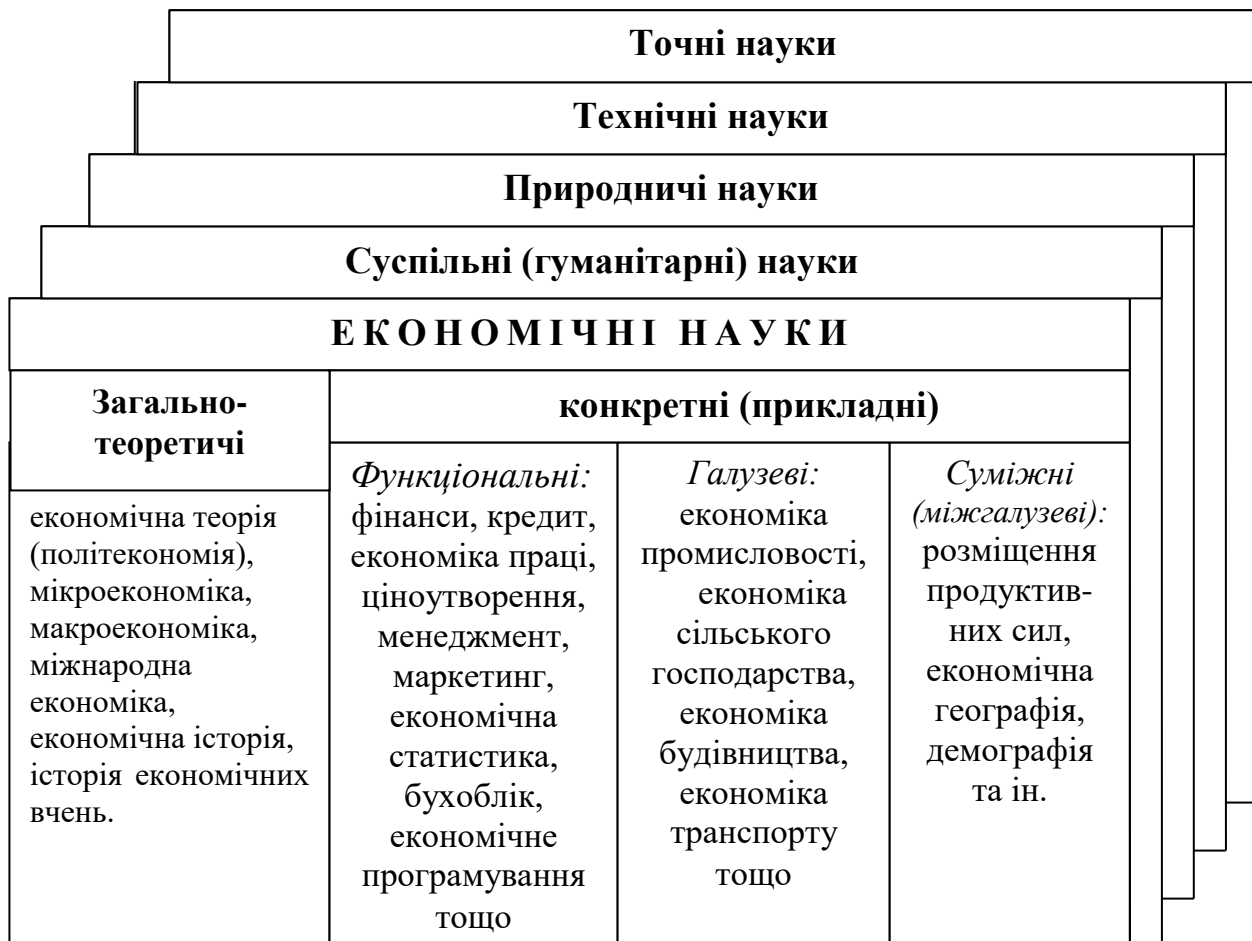 Точні науки
Технічні науки
Природничі науки
Суспільні (гуманітарні) науки
ЕКОНОМІЧНІ НАУКИ
Загально-
теоретичі
економічна теорія
(політекономія),
мікроекономіка,
макроекономіка,
міжнародна
економіка,
економічна історія,
історія економічних
вчень.
конкретні (прикладні)
Функціональні:
фінанси, кредит,
економіка праці,
ціноутворення,
менеджмент,
маркетинг,
економічна
статистика,
бухоблік,
економічне
програмування
тощо
Галузеві:
економіка
промисловості,
економіка
сільського
господарства,
економіка
будівництва,
економіка
транспорту
тощо
Суміжні
(міжгалузеві):
розміщення
продуктив-
них сил,
економічна
географія,
демографія
та ін.